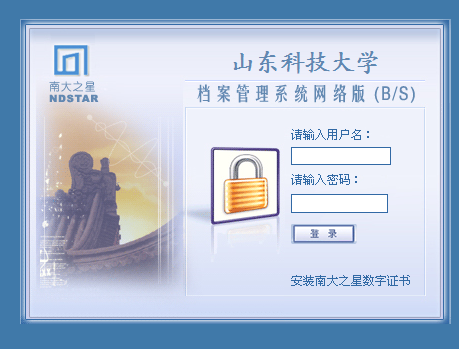 南大之星
NDSTAR
山东科技大学
档案管理系统网络版 (B/S)
请输入用户名：
请输入密码：
登 录
安装南大之星数字证书